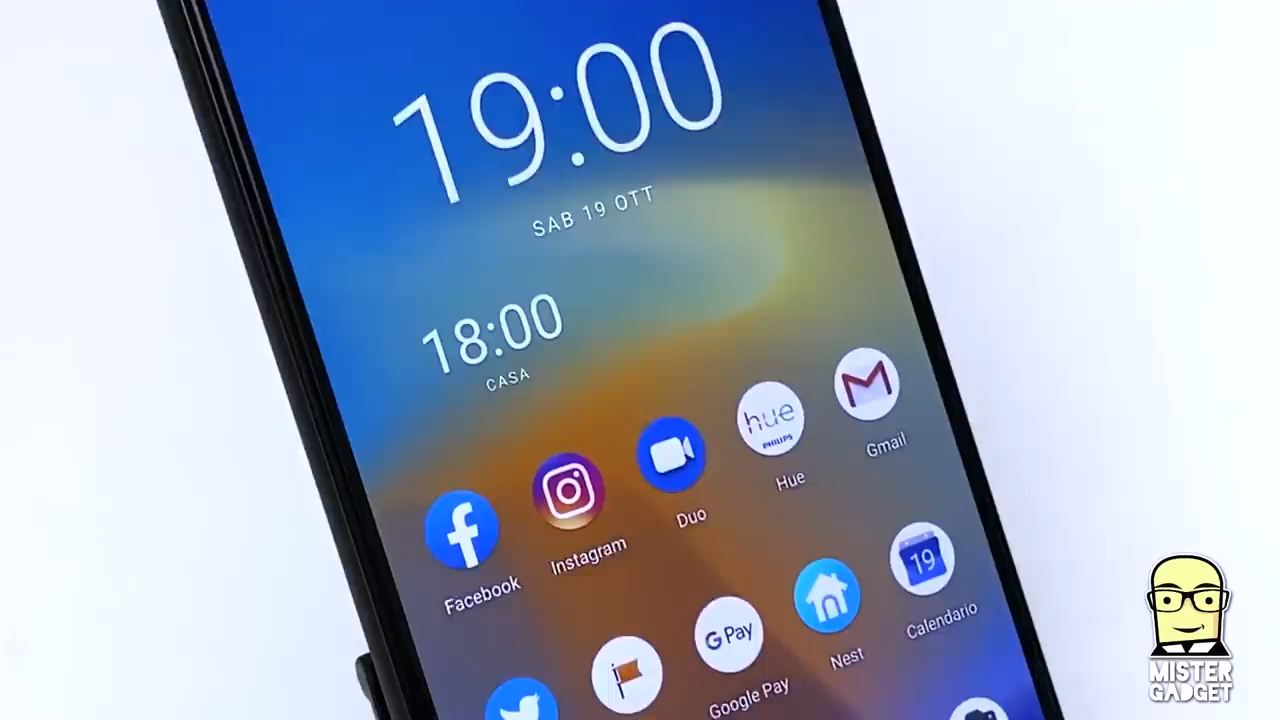 19:00
SAB 19 OTT
18:00
CASA
hue
PHILIPS
Facebook
Instagram
Duo
Hue
Gmail
G Pay
19
Google Pay
Nest
Calendario
MISTER
GADGET